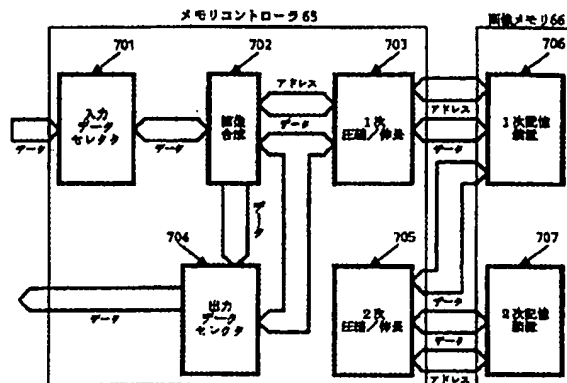 メモリコントローラ 65
画像メモリ66
701
702
703
706
入力
データ
セレクタ
画像
合成
1次
圧縮/伸長
1次記憶
装置
アドレス
データ
アドレス
データ
データ
データ
データ
704
705
707
出力
データ
セレクタ
2次
圧縮/伸長
2次記憶
装置
データ
データ
データ
アドレス